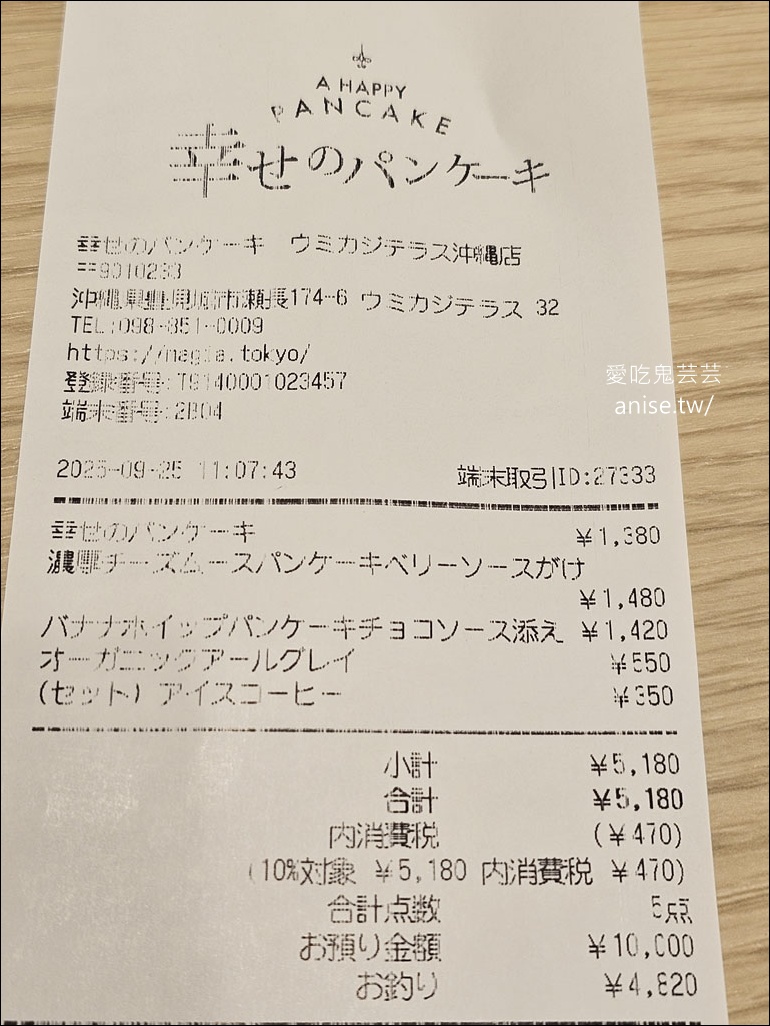 A HAPPY
PANCAKE
幸せのパンケーキ
幸せのパンケーキ ウミカジテラス沖縄店
〒9010233
沖縄県豊見城市瀬長174-6 ウミカジテラス 32
TEL:098-851-0009
https://magia.tokyo/
登録番号:T9140001023457
端末番号:2B04
愛吃鬼芸芸
anise.tw/
2025-09-25 11:07:43 端末取引ID:27333
幸せのパンケーキ ¥1,380
濃厚チーズムースパンケーキベリーソースがけ
¥1,480
バナナホイップパンケーキチョコソース添え ¥1,420
オーガニックアールグレイ ¥550
(セット) アイスコーヒー ¥350
小計 ¥5,180
合計 ¥5,180
内消費税 (¥470)
(10%対象 ¥5,180 内消費税 ¥470)
合計点数 5点
お預り金額 ¥10,000
お釣り ¥4,820